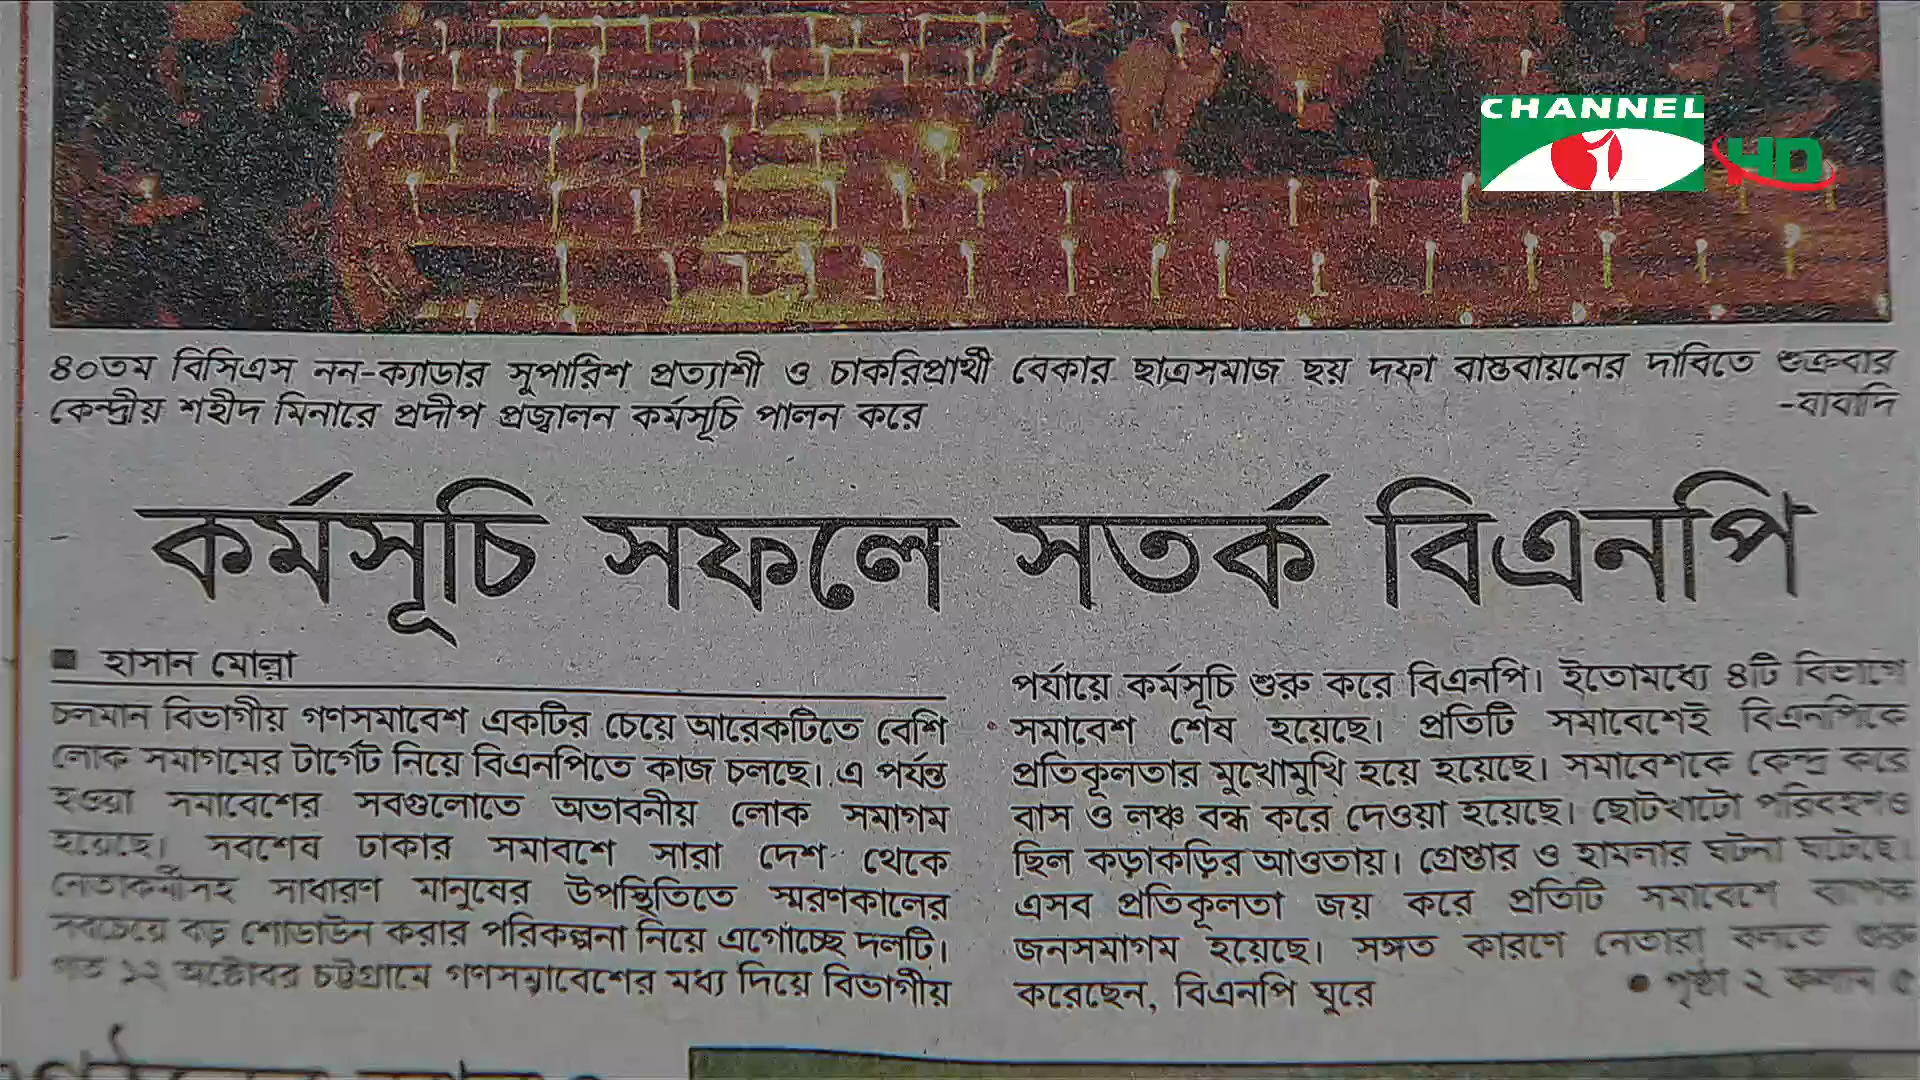 CHANNEL
HD
৪০তম বিসিএস নন-ক্যাডার সুপারিশ প্রত্যাশী ও চাকরিপ্রার্থী বেকার ছাত্রসমাজ ছয় দফা বাস্তবায়নের দাবিতে শুক্রবার
কেন্দ্রীয় শহীদ মিনারে প্রদীপ প্রজ্বালন কর্মসূচি পালন করে
কর্মসূচি সফলে সতর্ক বিএনপি
■ হাসান মোল্লা
চলমান বিভাগীয় গণসমাবেশ একটির চেয়ে আরেকটিতে বেশি
লোক সমাগমের টার্গেট নিয়ে বিএনপিতে কাজ চলছে। এ পর্যন্ত
হওয়া সমাবেশের সবগুলোতে অভাবনীয় লোক সমাগম
হয়েছে। সবশেষ ঢাকার সমাবশে সারা দেশ থেকে
নেতাকর্মীসহ সাধারণ মানুষের উপস্থিতিতে স্মরণকালের
সবচেয়ে বড় শোডাউন করার পরিকল্পনা নিয়ে এগোচ্ছে দলটি।
গত ১২ অক্টোবর চট্টগ্রামে গণসমাবেশের মধ্য দিয়ে বিভাগীয়
পর্যায়ে কর্মসূচি শুরু করে বিএনপি। ইতোমধ্যে ৪টি বিভাগে
সমাবেশ শেষ হয়েছে। প্রতিটি সমাবেশেই বিএনপিকে
প্রতিকূলতার মুখোমুখি হয়ে হয়েছে। সমাবেশকে কেন্দ্র করে
বাস ও লঞ্চ বন্ধ করে দেওয়া হয়েছে। ছোটখাটো পরিবহনও
ছিল কড়াকড়ির আওতায়। গ্রেপ্তার ও হামলার ঘটনা ঘটেছে।
এসব প্রতিকূলতা জয় করে প্রতিটি সমাবেশে ব্যাপক
জনসমাগম হয়েছে। সঙ্গত কারণে নেতারা বলতে শুরু
করেছেন, বিএনপি ঘুরে
● পৃষ্ঠা ২ কলাম ৫